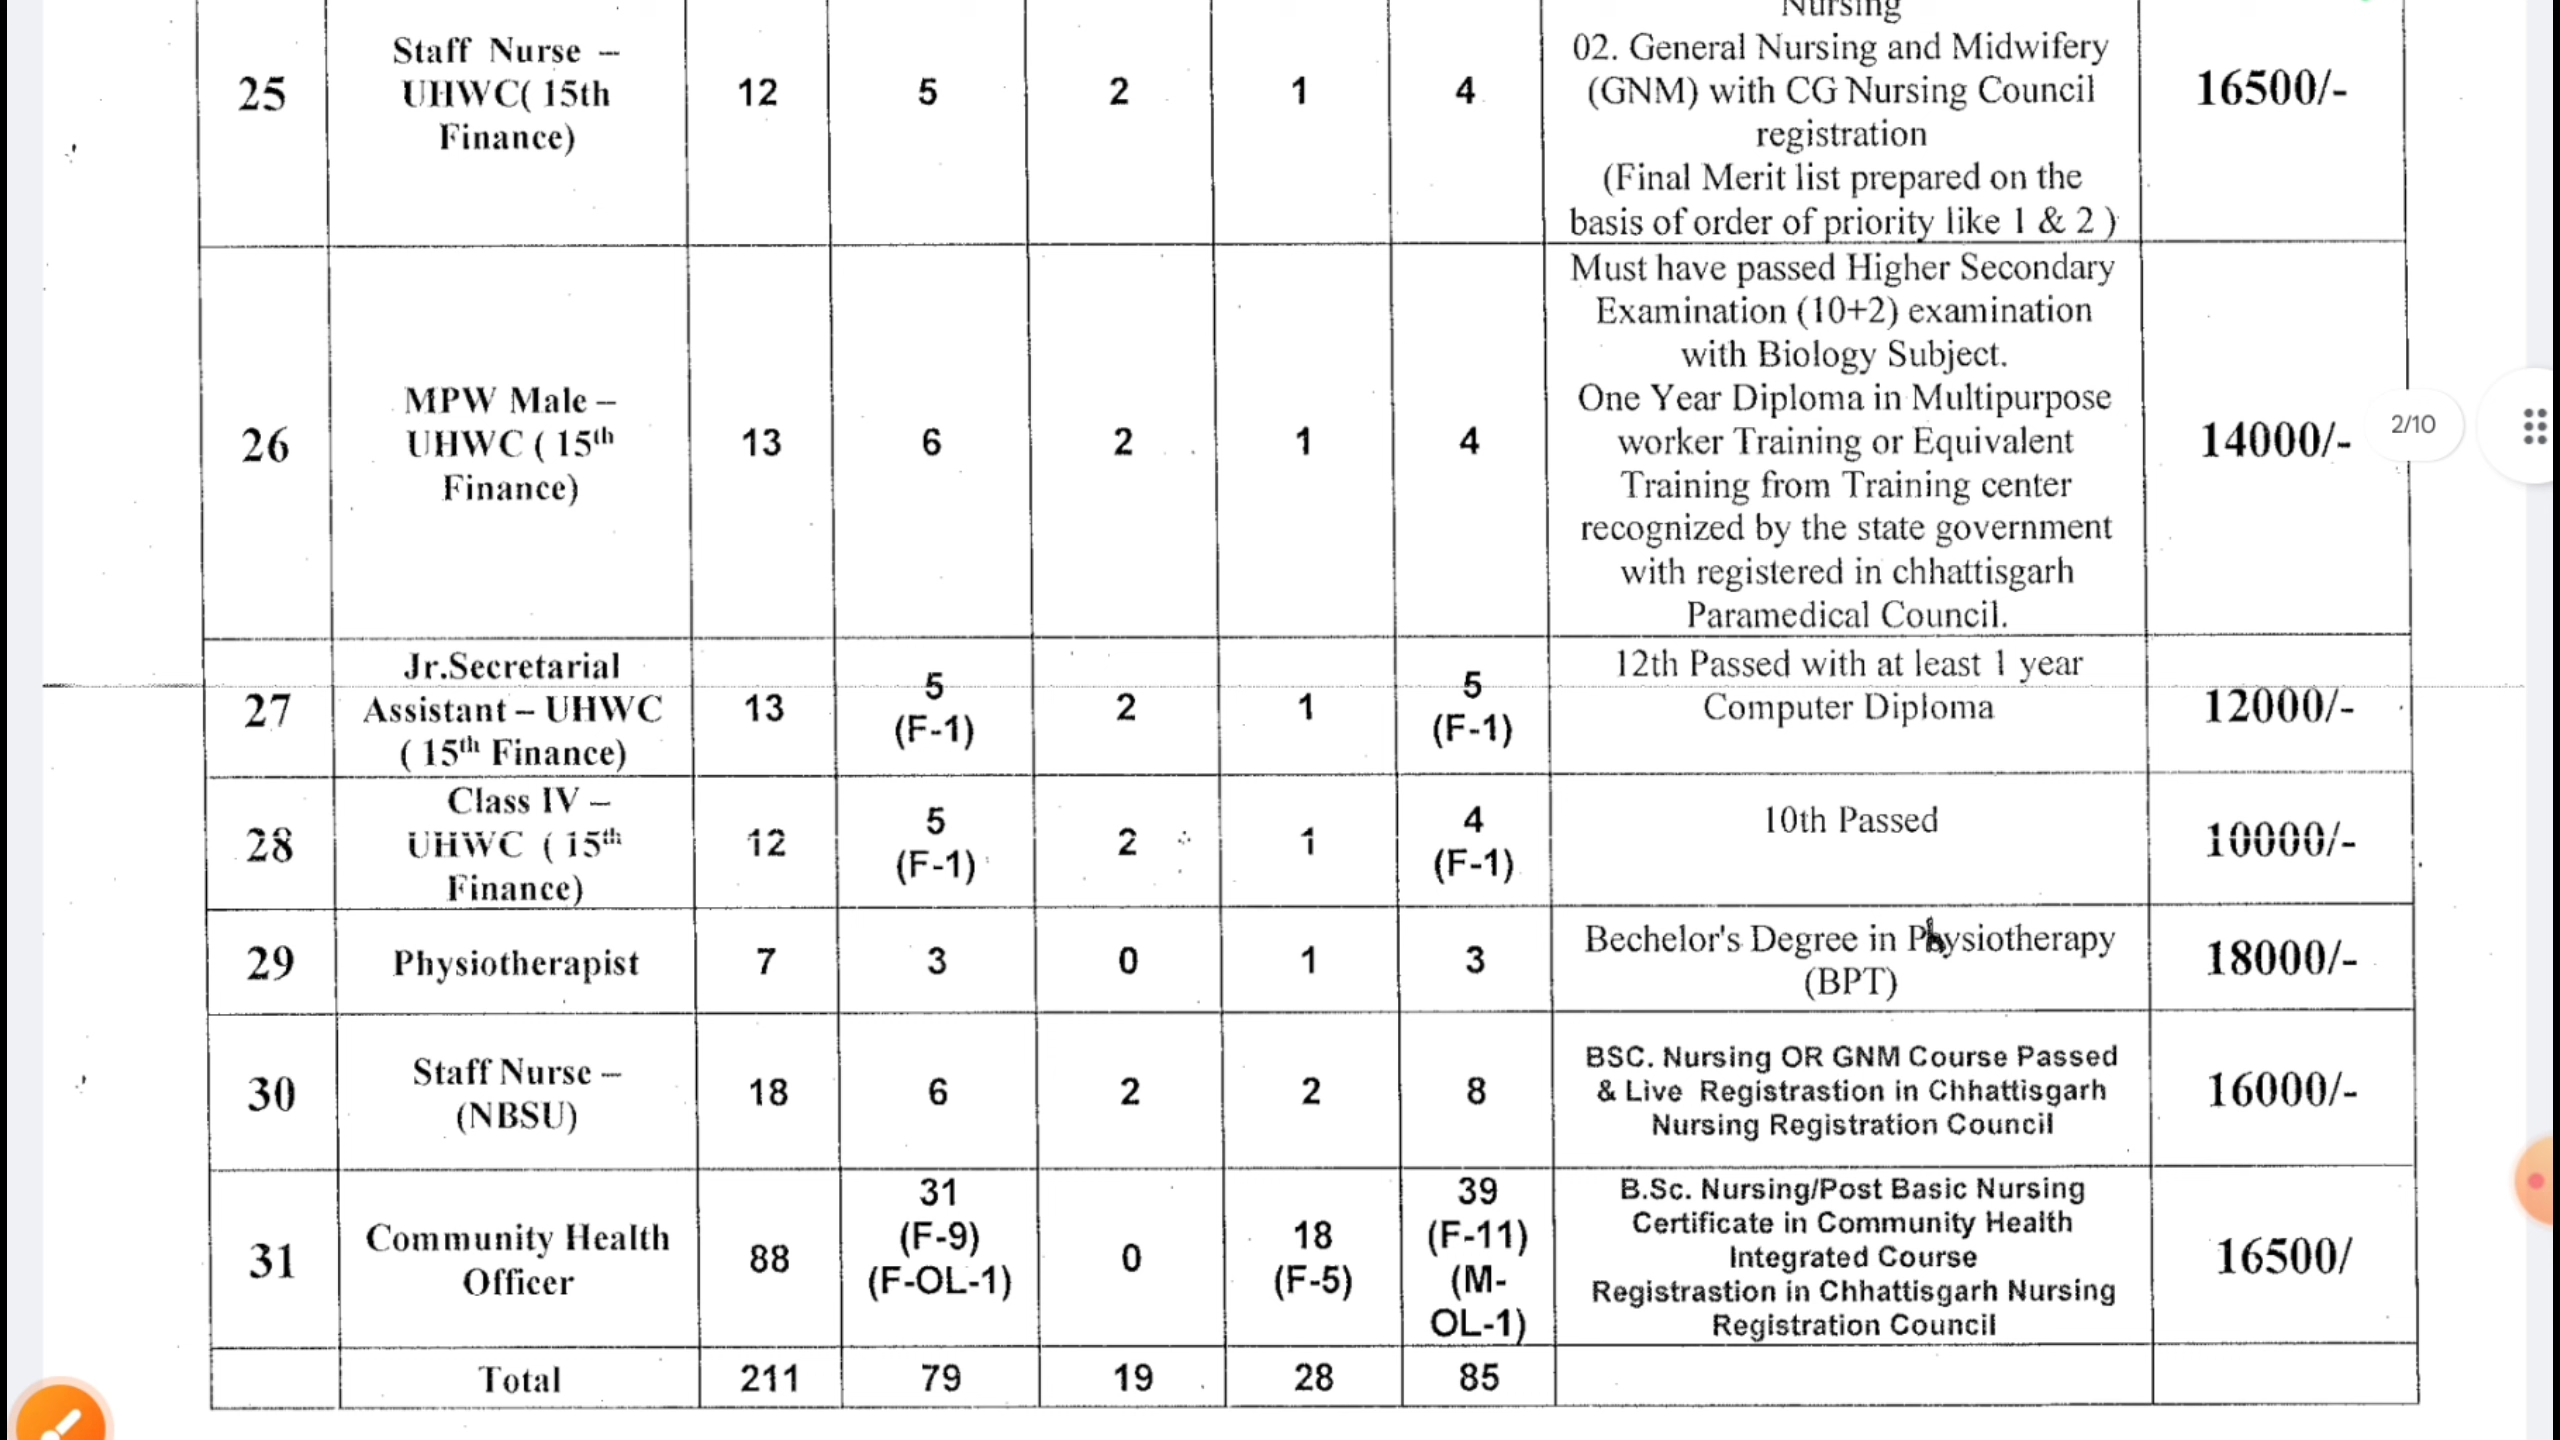 Nursing
02. General Nursing and Midwifery
(GNM) with CG Nursing Council
registration
(Final Merit list prepared on the
basis of order of priority like 1 & 2 )
25
Staff Nurse –
UHWC( 15th
Finance)
12
5
2
1
4
16500/-
26
MPW Male –
UHWC ( 15th
Finance)
13
6
2
1
4
Must have passed Higher Secondary
Examination (10+2) examination
with Biology Subject.
One Year Diploma in Multipurpose
worker Training or Equivalent
Training from Training center
recognized by the state government
with registered in chhattisgarh
Paramedical Council.
14000/-
2/10
27
Jr.Secretarial
Assistant – UHWC
( 15th Finance)
13
5
(F-1)
2
1
5
(F-1)
12th Passed with at least 1 year
Computer Diploma
12000/-
28
Class IV –
UHWC ( 15th
Finance)
12
5
(F-1)
2
1
4
(F-1)
10th Passed
10000/-
29
Physiotherapist
7
3
0
1
3
Bechelor's Degree in Physiotherapy
(BPT)
18000/-
30
Staff Nurse –
(NBSU)
18
6
2
2
8
BSC. Nursing OR GNM Course Passed
& Live Registrastion in Chhattisgarh
Nursing Registration Council
16000/-
31
Community Health
Officer
88
31
(F-9)
(F-OL-1)
0
18
(F-5)
39
(F-11)
(M-
OL-1)
B.Sc. Nursing/Post Basic Nursing
Certificate in Community Health
Integrated Course
Registrastion in Chhattisgarh Nursing
Registration Council
16500/
Total
211
79
19
28
85